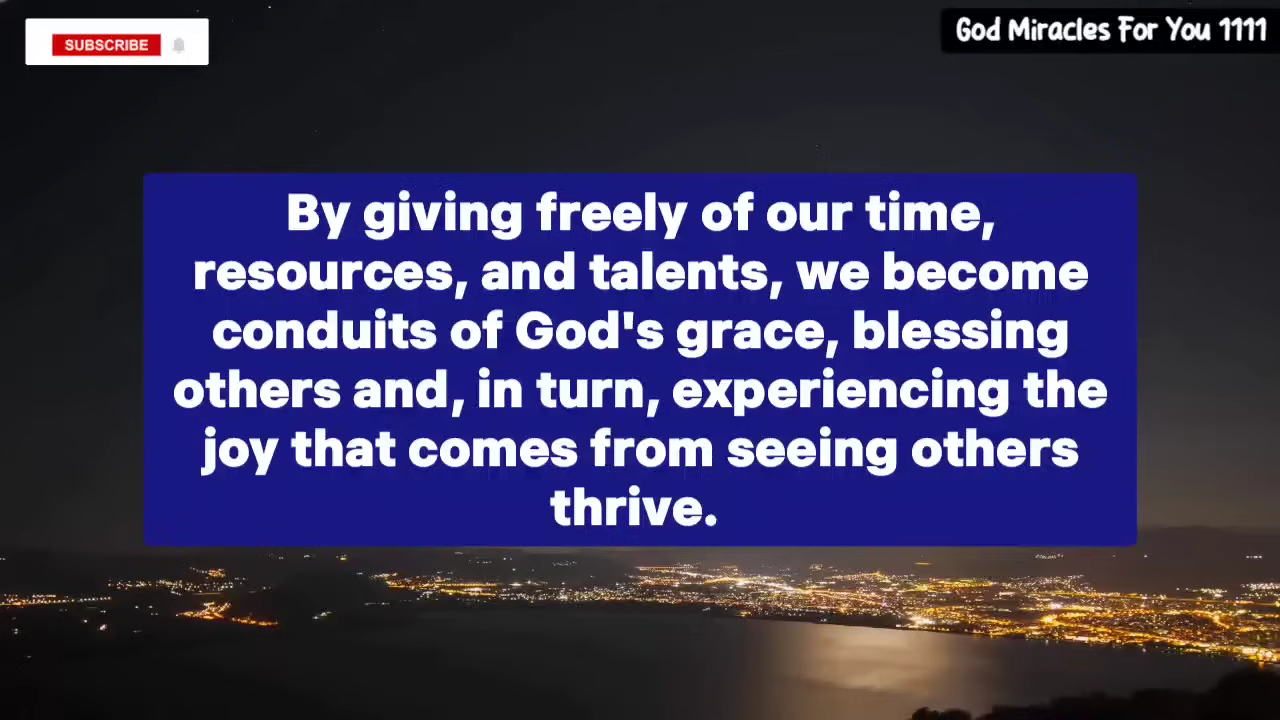 SUBSCRIBE
God Miracles For You 1111
By giving freely of our time,
resources, and talents, we become
conduits of God's grace, blessing
others and, in turn, experiencing the
joy that comes from seeing others
thrive.